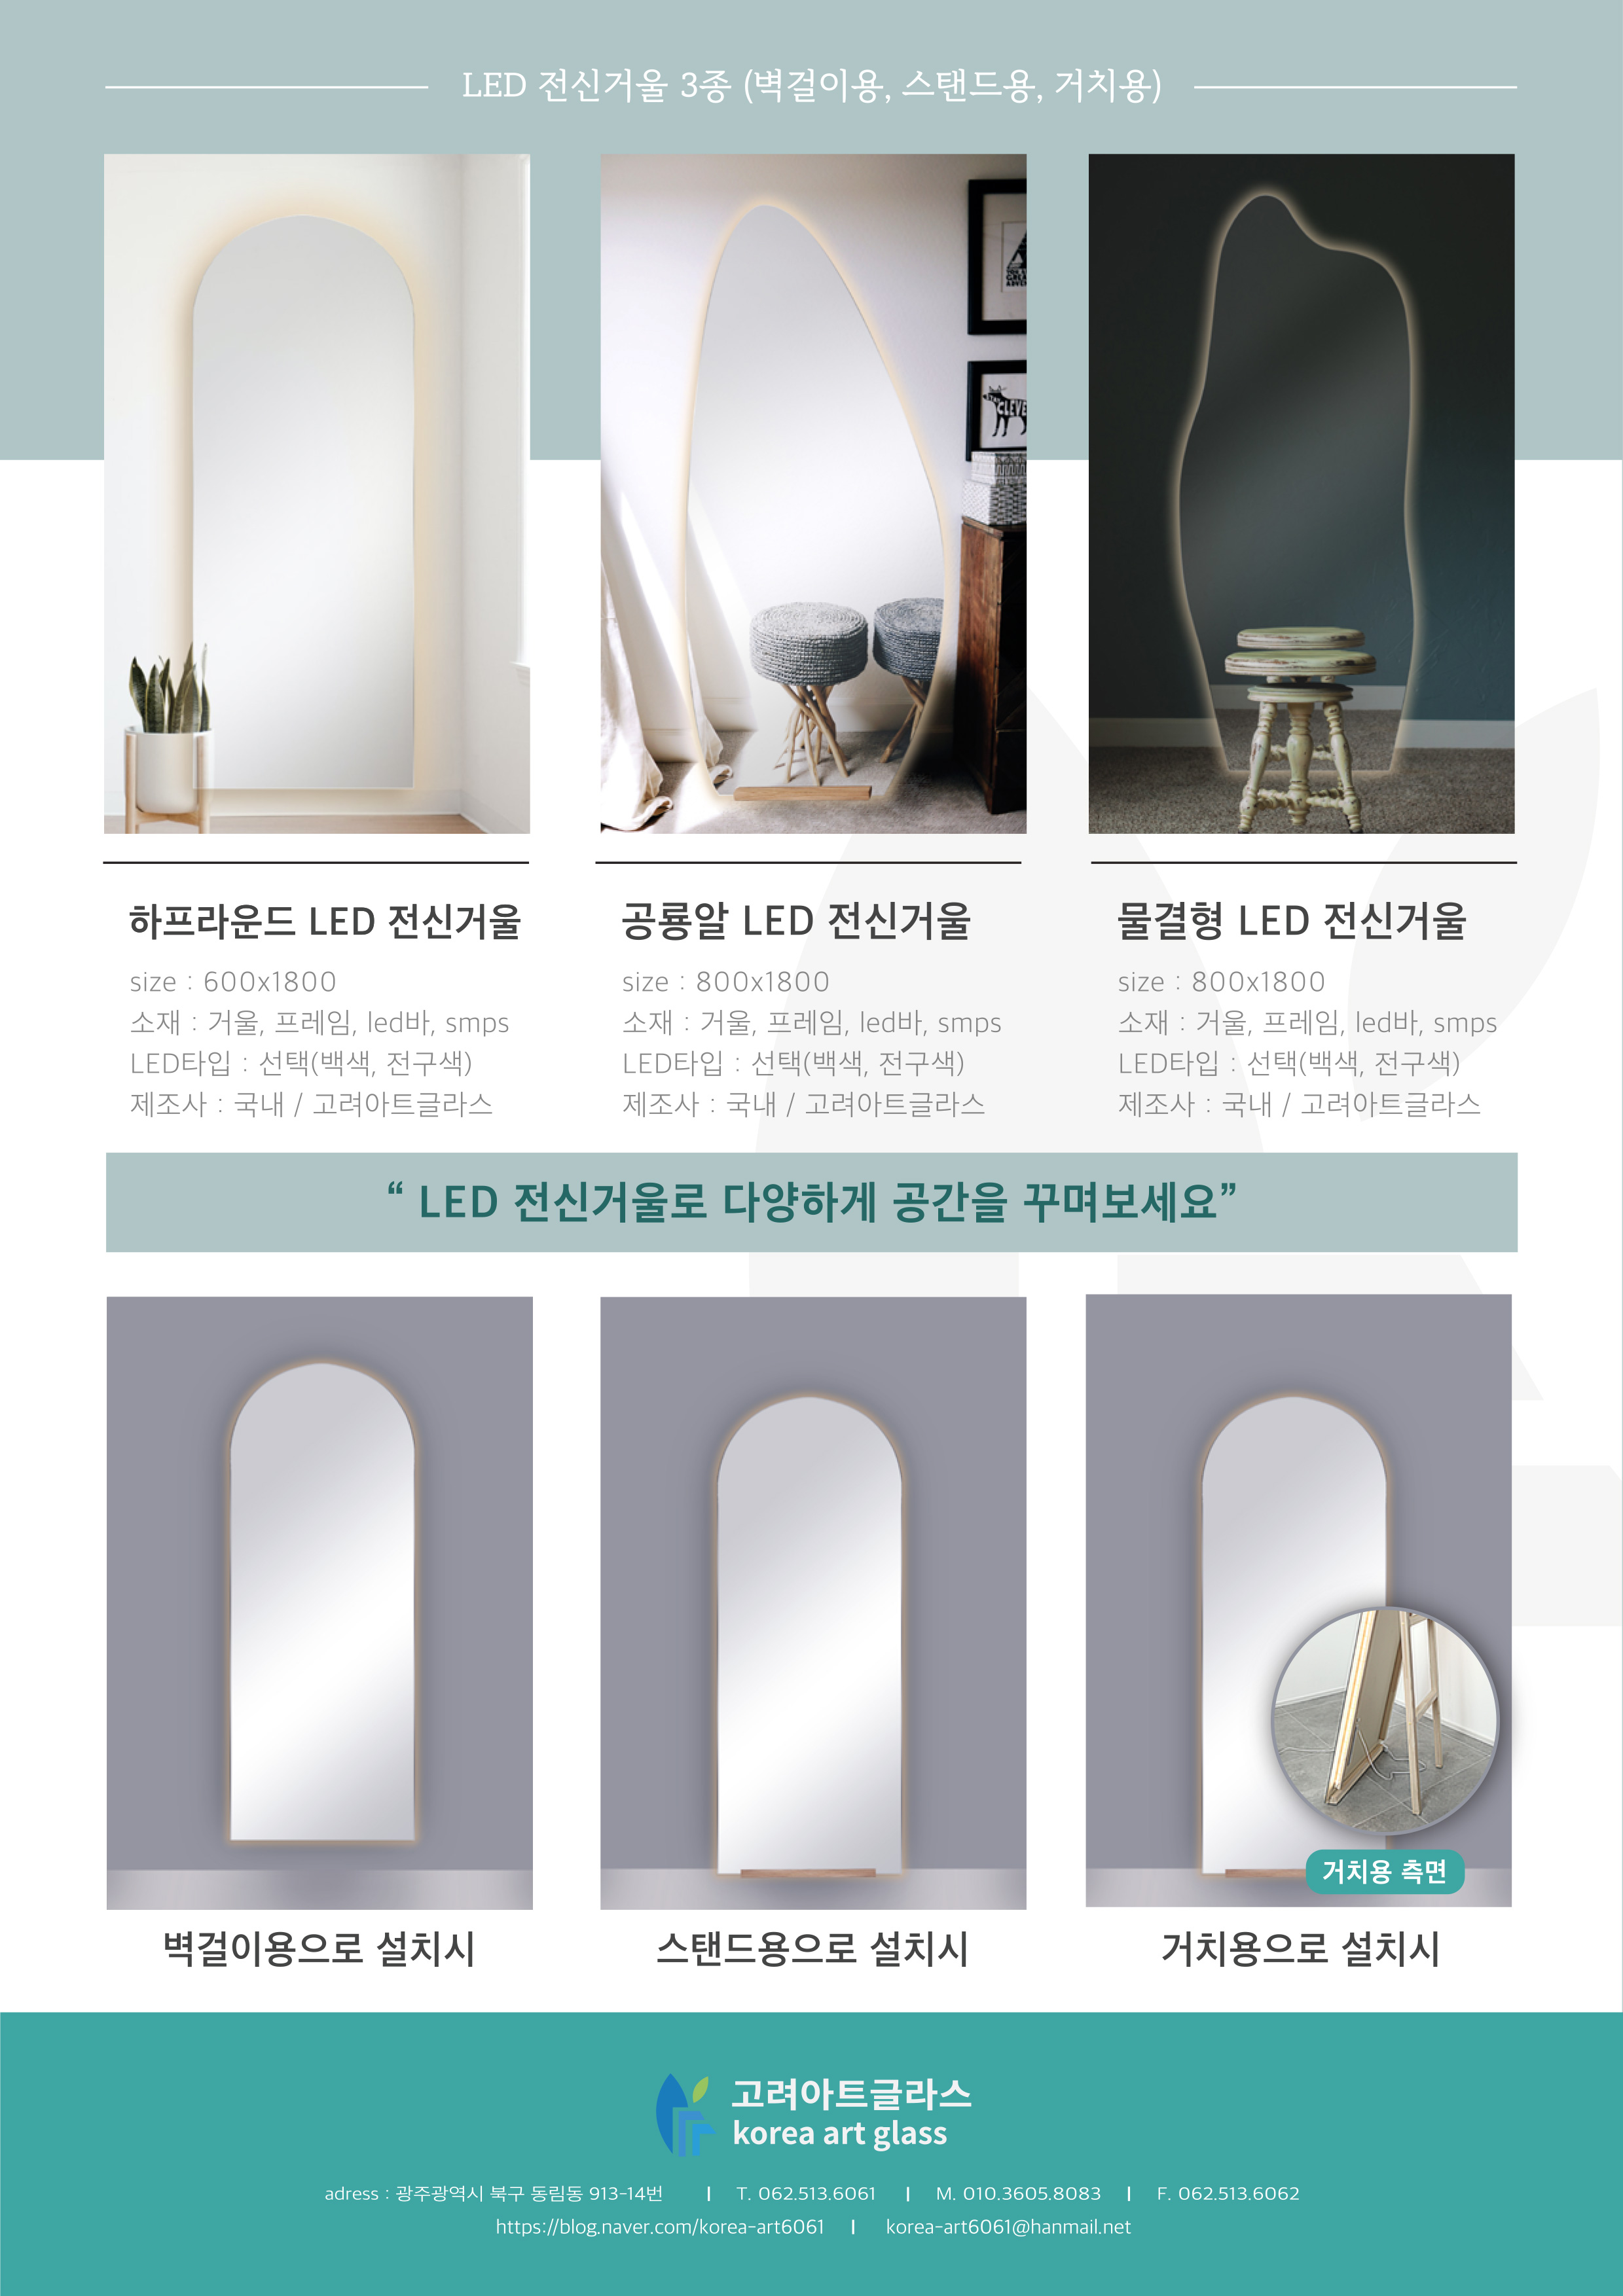 LED 전신거울 3종 (벽걸이용, 스탠드용, 거치용)
CLEVE
하프라운드 LED 전신거울
size : 600x1800
소재 : 거울, 프레임, led바, smps
LED타입 : 선택(백색, 전구색)
제조사 : 국내 / 고려아트글라스
공룡알 LED 전신거울
size : 800x1800
소재 : 거울, 프레임, led바, smps
LED타입 : 선택(백색, 전구색)
제조사 : 국내 / 고려아트글라스
물결형 LED 전신거울
size : 800x1800
소재 : 거울, 프레임, led바, smps
LED타입 : 선택(백색, 전구색)
제조사 : 국내 / 고려아트글라스
“ LED 전신거울로 다양하게 공간을 꾸며보세요”
거치용 측면
벽걸이용으로 설치시
스탠드용으로 설치시
거치용으로 설치시
고려아트글라스
korea art glass
adress : 광주광역시 북구 동림동 913-14번 | T. 062.513.6061 | M. 010.3605.8083 | F. 062.513.6062
https://blog.naver.com/korea-art6061 | korea-art6061@hanmail.net